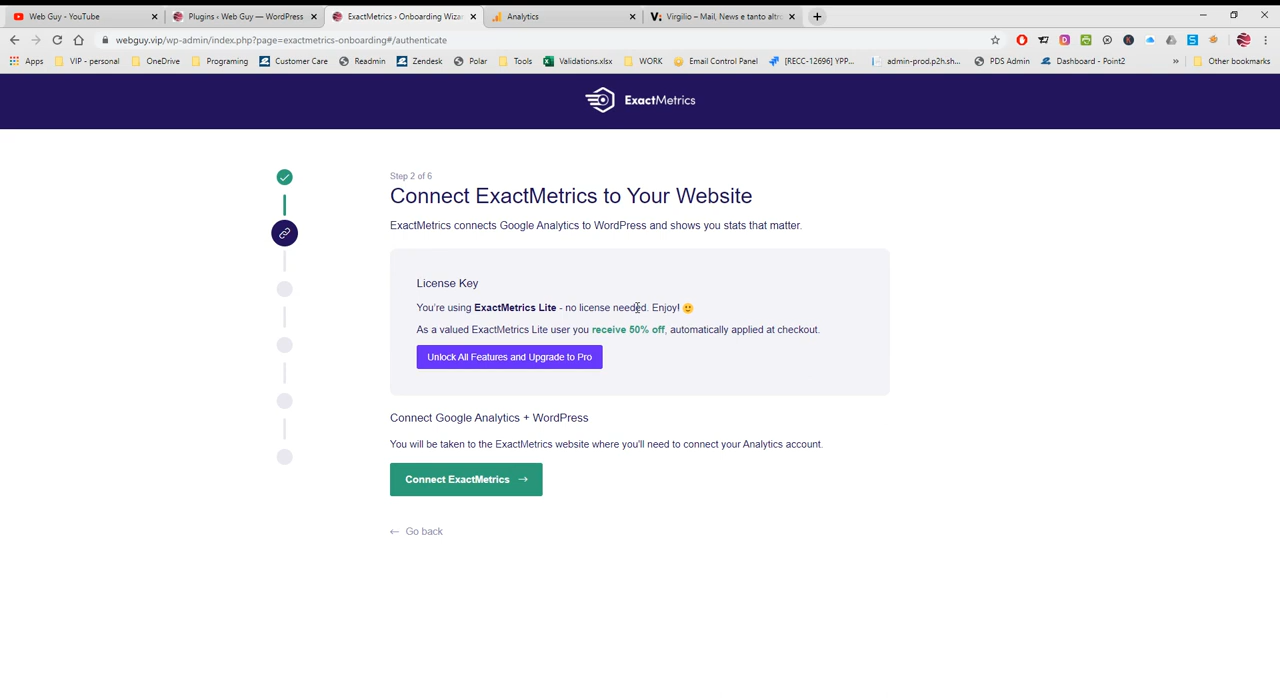 Web Guy - YouTube
Plugins ‹ Web Guy — WordPress
ExactMetrics › Onboarding Wizar
Analytics
Virgilio – Mail, News e tanto altro
webguy.vip/wp-admin/index.php?page=exactmetrics-onboarding#/authenticate
Apps
VIP - personal
OneDrive
Programing
Customer Care
Readmin
Zendesk
Polar
Tools
Validations.xlsx
WORK
Email Control Panel
[RECC-12696] YPP...
admin-prod.p2h.sh...
PDS Admin
Dashboard - Point2
»
Other bookmarks
ExactMetrics
Step 2 of 6
Connect ExactMetrics to Your Website
ExactMetrics connects Google Analytics to WordPress and shows you stats that matter.
License Key
You're using ExactMetrics Lite - no license needed. Enjoy! 🙂
As a valued ExactMetrics Lite user you receive 50% off, automatically applied at checkout.
Unlock All Features and Upgrade to Pro
Connect Google Analytics + WordPress
You will be taken to the ExactMetrics website where you'll need to connect your Analytics account.
Connect ExactMetrics →
← Go back